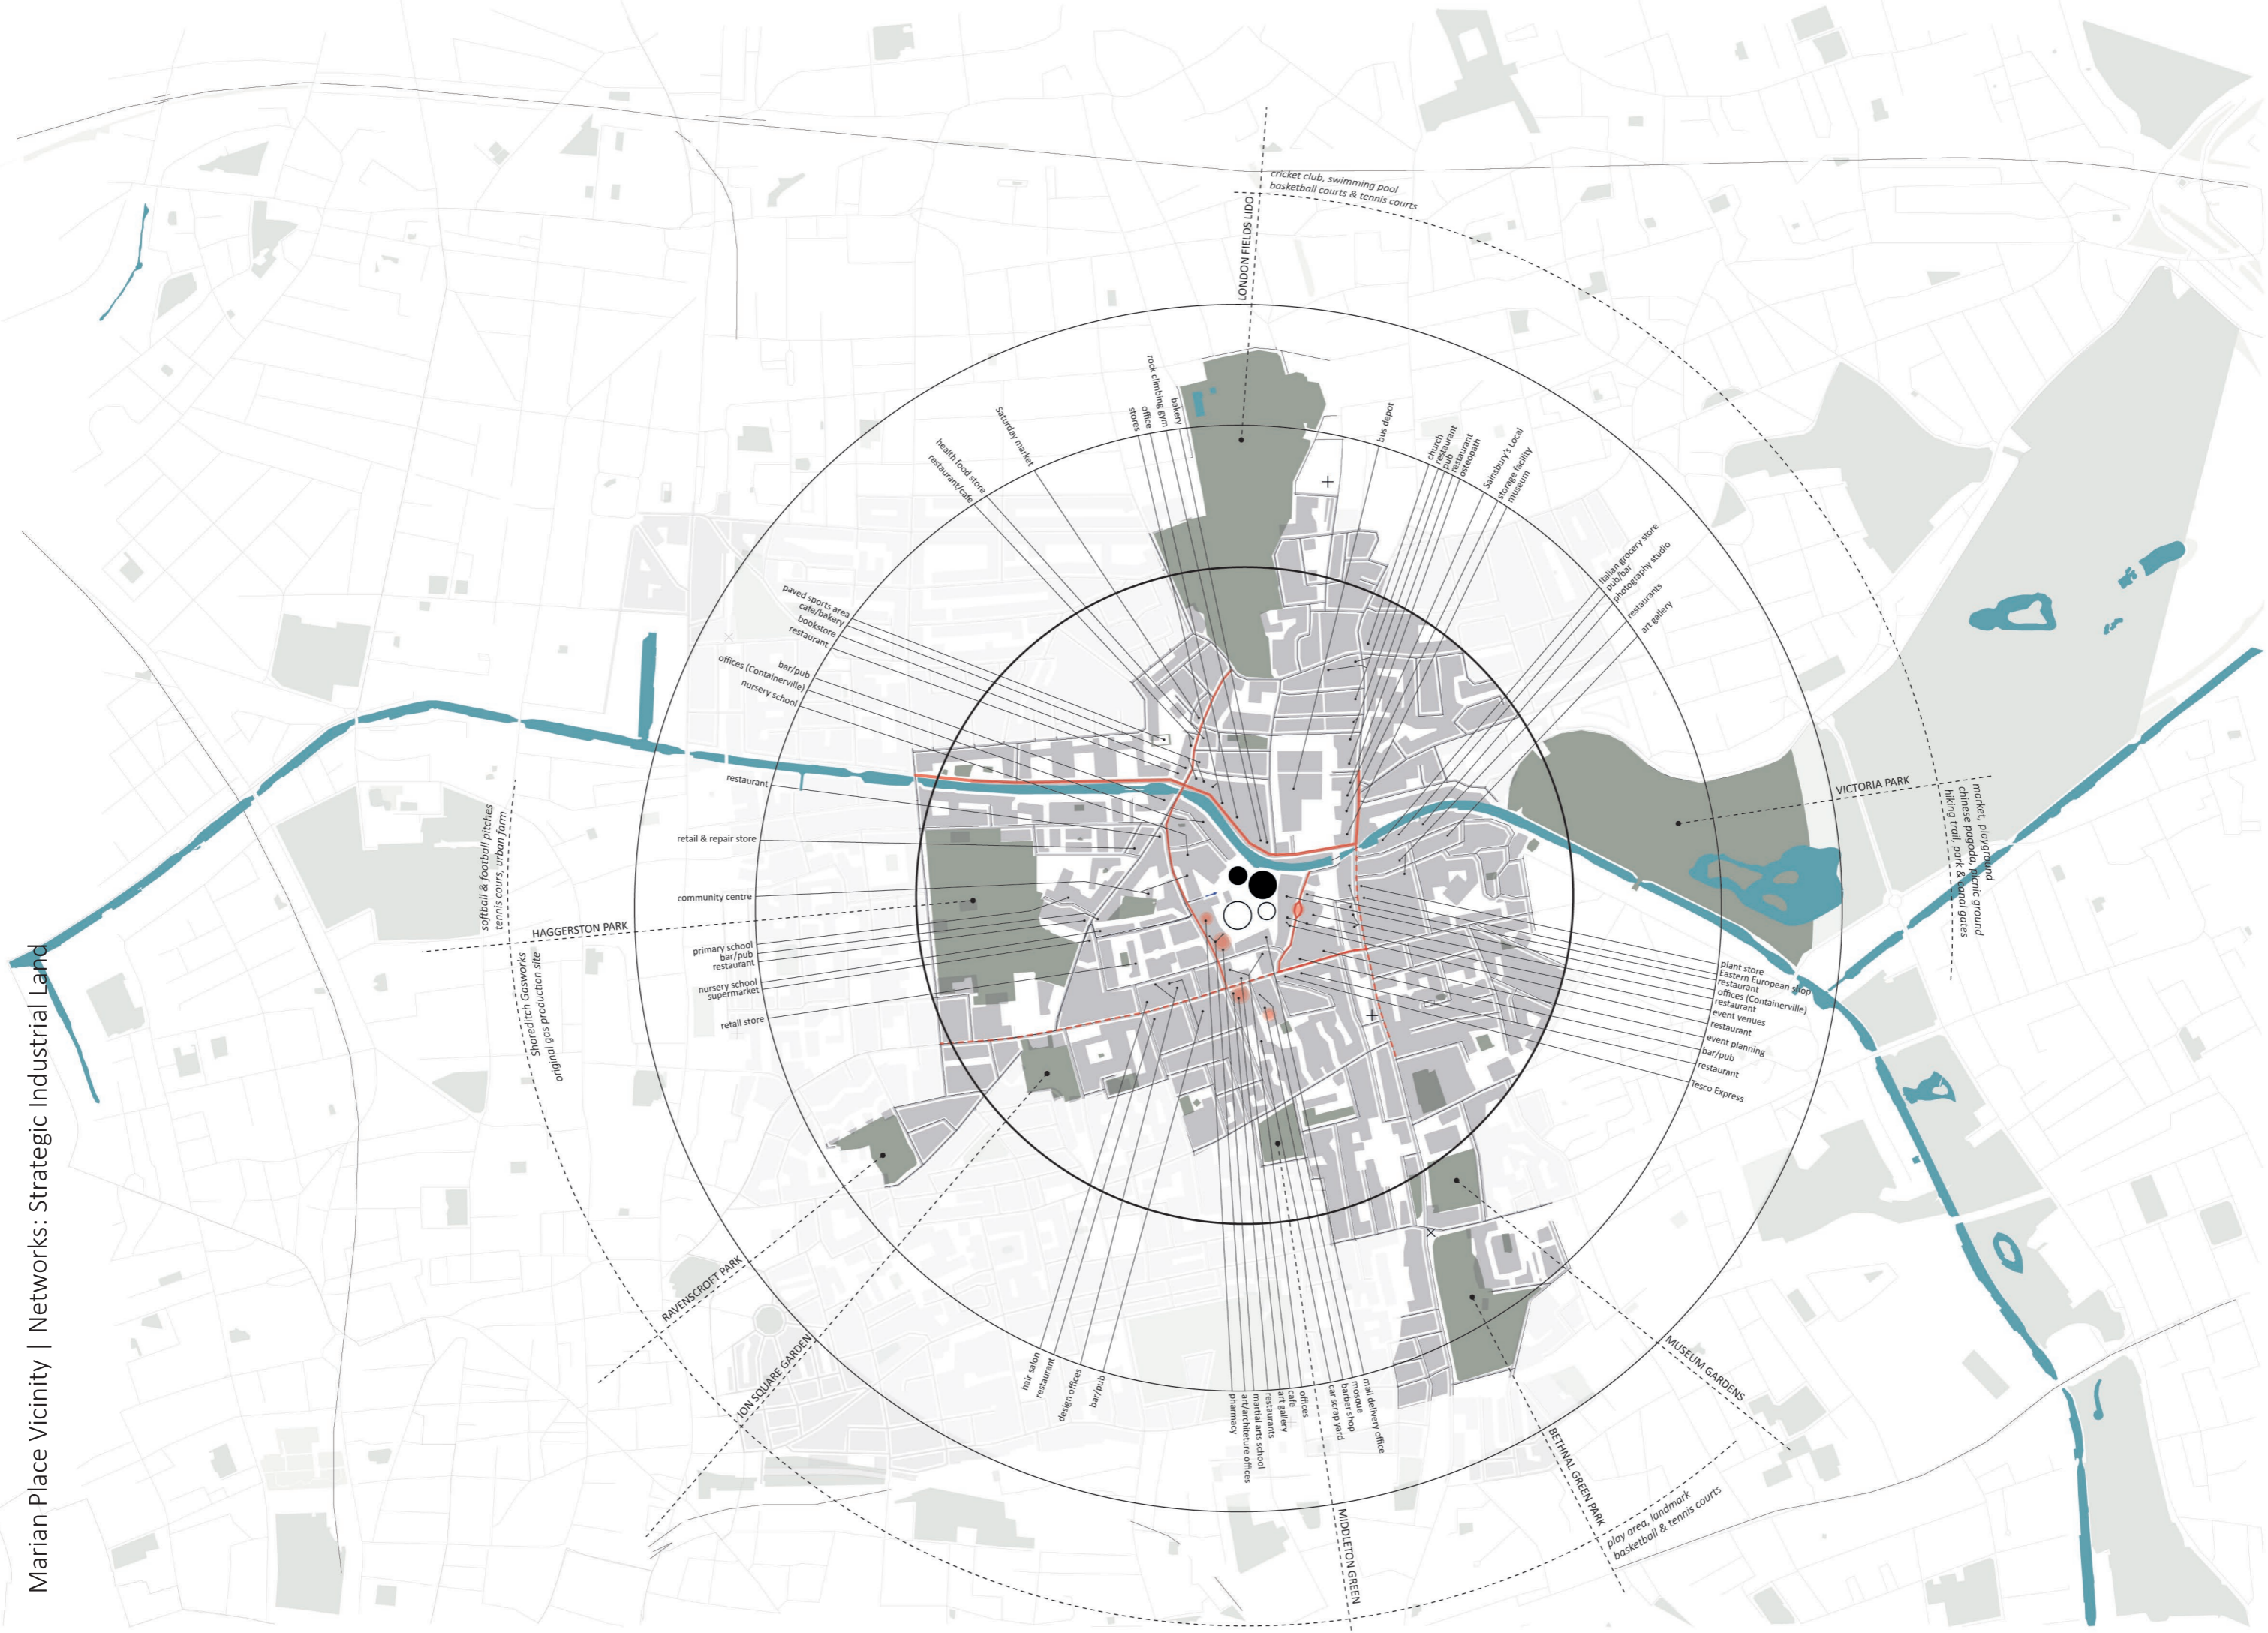 Marian Place Vicinity | Networks: Strategic Industrial Land
LONDON FIELDS LIDO
cricket club, swimming pool
basketball courts & tennis courts
stores
office
rock climbing gym
bakery
Saturday market
health food store
restaurant/cafe
bus depot
church
restaurant
pub
restaurant
osteopath
Sainsbury's Local
storage facility
museum
Italian grocery store
pub/bar
photography studio
restaurants
art gallery
paved sports area
cafe/bakery
bookstore
restaurant
bar/pub
offices (Containerville)
nursery school
restaurant
retail & repair store
community centre
primary school
bar/pub
restaurant
nursery school
supermarket
retail store
VICTORIA PARK
market, playground
chinese pagoda, picnic ground
hiking trail, park & canal gates
softball & football pitches
tennis cours, urban farm
HAGGERSTON PARK
Shoreditch Gasworks
original gas production site
plant store
Eastern European shop
restaurant
offices (Containerville)
restaurant
event venues
restaurant
event planning
bar/pub
restaurant
Tesco Express
RAVENSCROFT PARK
ION SQUARE GARDEN
hair salon
restaurant
design offices
bar/pub
pharmacy
art/architeture offices
martial arts school
restaurants
art gallery
cafe
offices
car scrap yard
barber shop
mosque
mail delivery office
MIDDLETON GREEN
BETHNAL GREEN PARK
play area, landmark
basketball & tennis courts
MUSEUM GARDENS